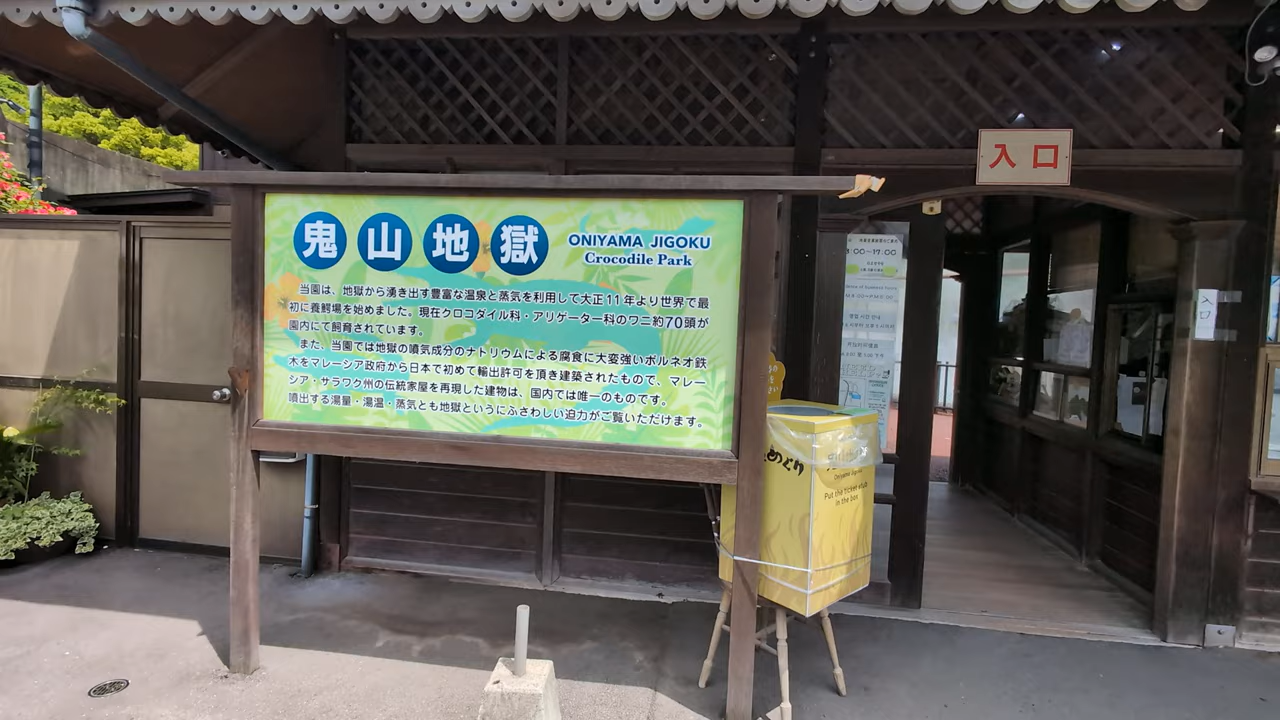 鬼山地獄
ONIYAMA JIGOKU
Crocodile Park
当園は、地獄から湧き出す豊富な温泉と蒸気を利用して大正11年より世界で最
初に養鰐場を始めました。現在クロコダイル科・アリゲーター科のワニ約70頭が
園内にて飼育されています。
また、当園では地獄の噴気成分のナトリウムによる腐食に大変強いボルネオ鉄
木をマレーシア政府から日本で初めて輸出許可を頂き建築されたもので、マレー
シア・サラワク州の伝統家屋を再現した建物は、国内では唯一のものです。
噴出する湯量・湯温・蒸気とも地獄というにふさわしい迫力がご覧いただけます。
入口
入口
めぐり
Oniyama Jigoku
Put the ticket stub
in the box